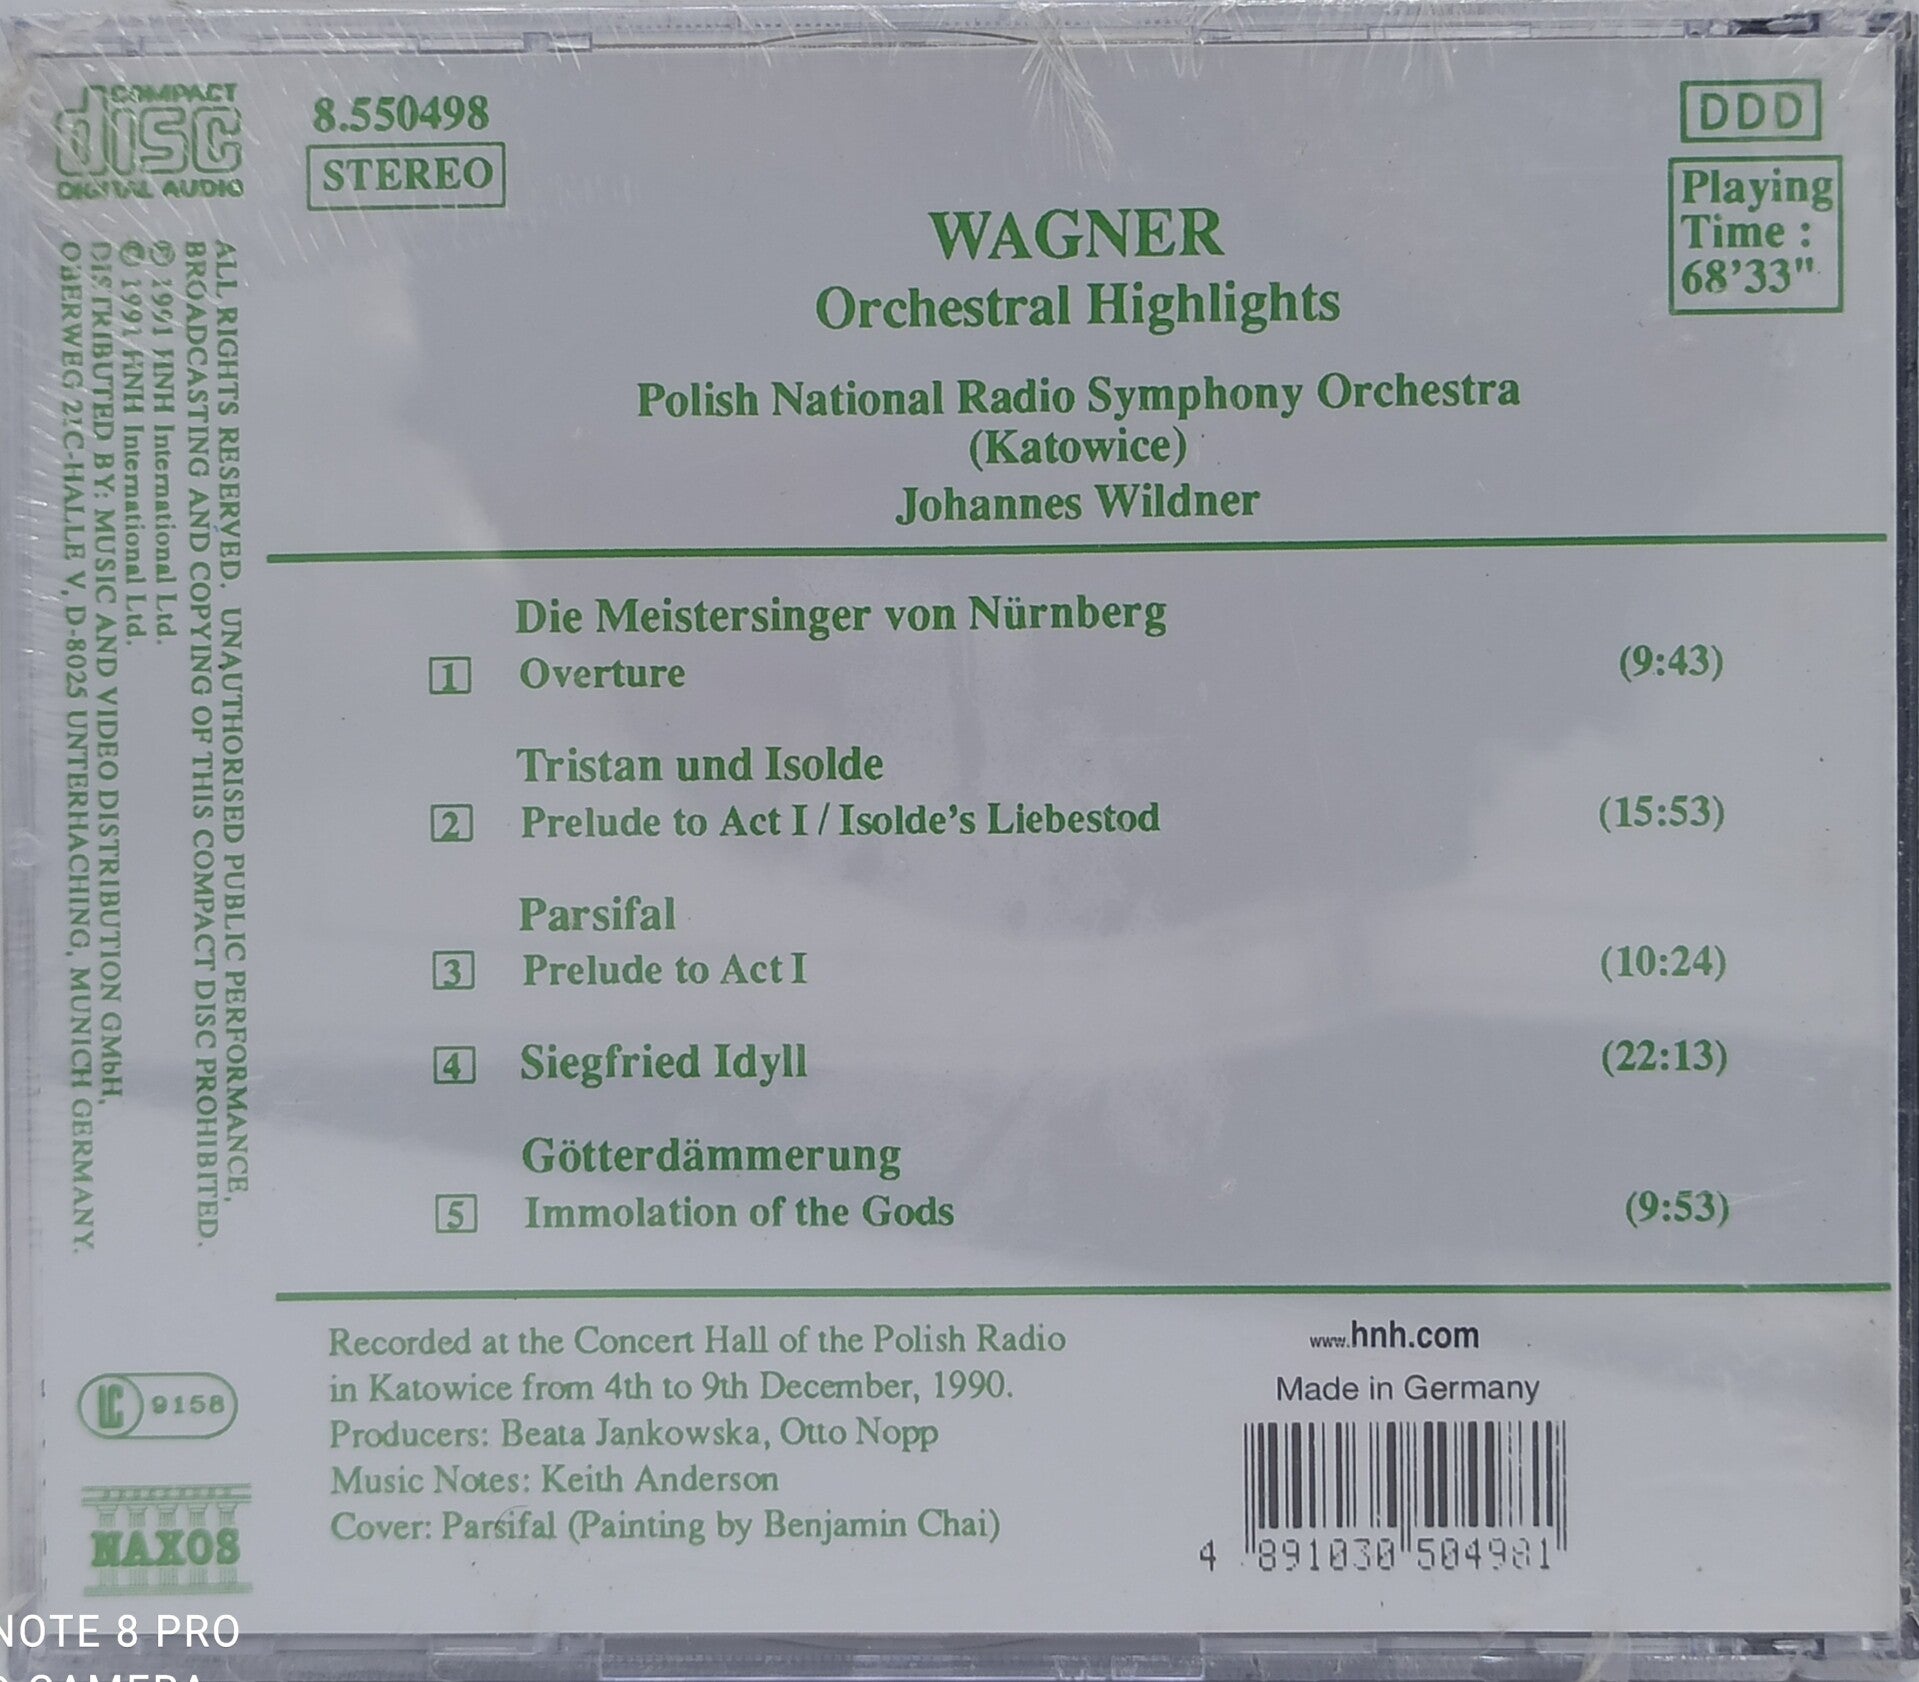 COMPACT
disc
DIGITAL AUDIO
8.550498
STEREO
DDD
Playing
Time :
68'33"
WAGNER
Orchestral Highlights
Polish National Radio Symphony Orchestra
(Katowice)
Johannes Wildner
ALL RIGHTS RESERVED. UNAUTHORISED PUBLIC PERFORMANCE,
BROADCASTING AND COPYING OF THIS COMPACT DISC PROHIBITED.
℗ 1991 HNH International Ltd.
© 1991 HNH International Ltd.
DISTRIBUTED BY: MUSIC AND VIDEO DISTRIBUTION GMbH,
OBERWEG 21C-HALLE V, D-8025 UNTERHACHING, MUNICH GERMANY.
Die Meistersinger von Nürnberg
1 Overture (9:43)
Tristan und Isolde
2 Prelude to Act I / Isolde's Liebestod (15:53)
Parsifal
3 Prelude to Act I (10:24)
4 Siegfried Idyll (22:13)
Götterdämmerung
5 Immolation of the Gods (9:53)
Recorded at the Concert Hall of the Polish Radio
in Katowice from 4th to 9th December, 1990.
Producers: Beata Jankowska, Otto Nopp
Music Notes: Keith Anderson
Cover: Parsifal (Painting by Benjamin Chai)
www.hnh.com
Made in Germany
4 891030 504981
LC 9158
NAXOS
NOTE 8 PRO
CAMERA